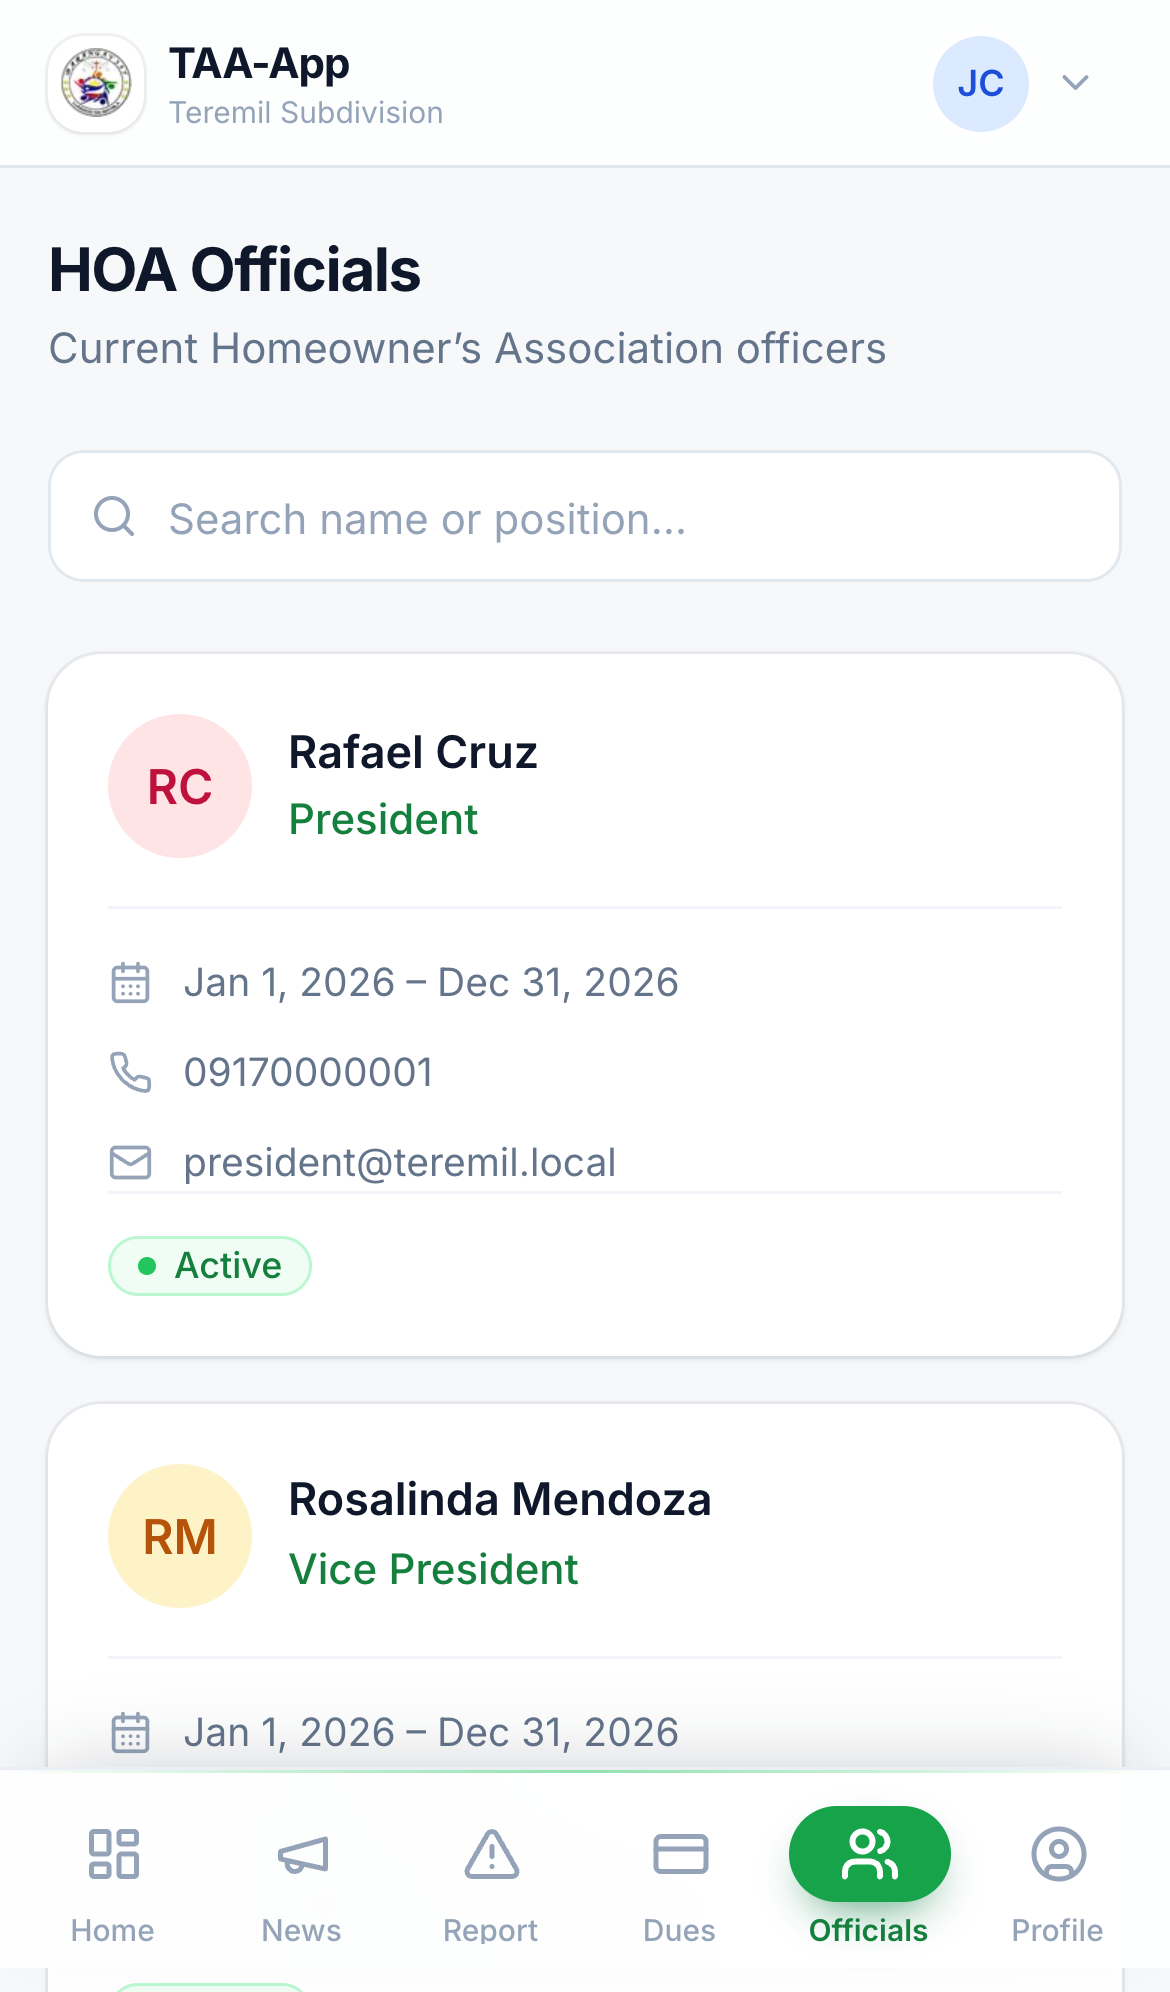 TAA-App
Teremil Subdivision
JC
HOA Officials
Current Homeowner’s Association officers
Search name or position...
RC
Rafael Cruz
President
Jan 1, 2026 – Dec 31, 2026
09170000001
president@teremil.local
Active
RM
Rosalinda Mendoza
Vice President
Jan 1, 2026 – Dec 31, 2026
Home
News
Report
Dues
Officials
Profile